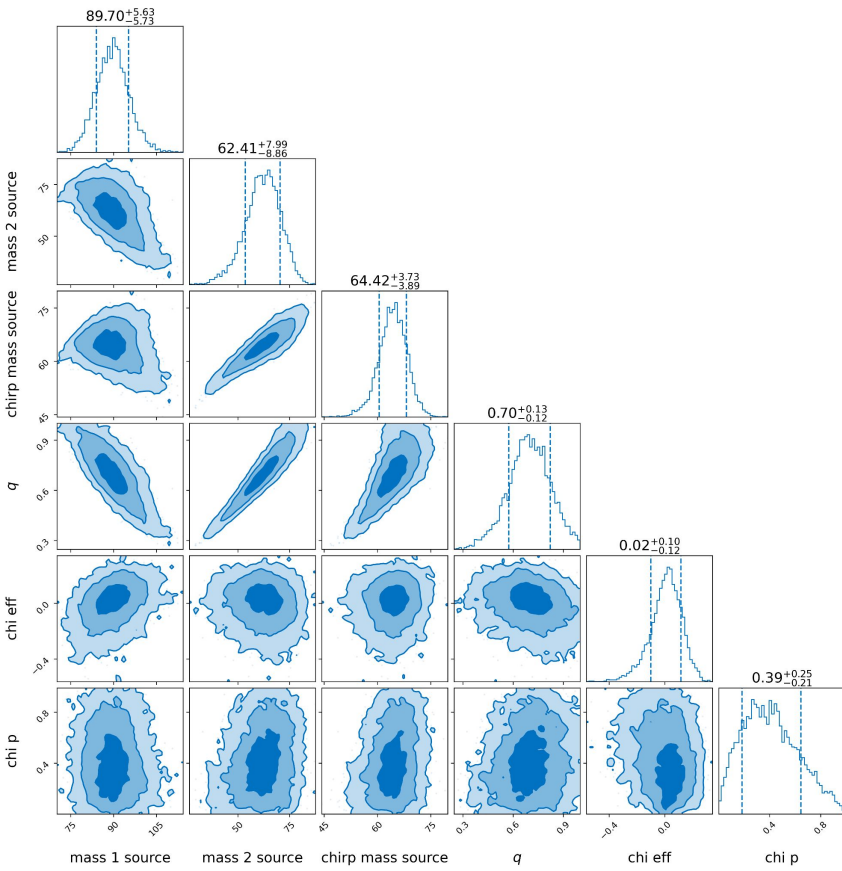 89.70+5.63−5.73
62.41+7.99−8.86
mass 2 source
75
50
64.42+3.73−3.89
chirp mass source
75
60
45
0.70+0.13−0.12
q
0.9
0.6
0.3
0.02+0.10−0.12
chi eff
0.0
−0.4
0.39+0.25−0.21
chi p
0.8
0.4
75 90 105 50 75 45 60 75 0.3 0.6 0.9 −0.4 0.0 0.4 0.8
mass 1 source mass 2 source chirp mass source q chi eff chi p